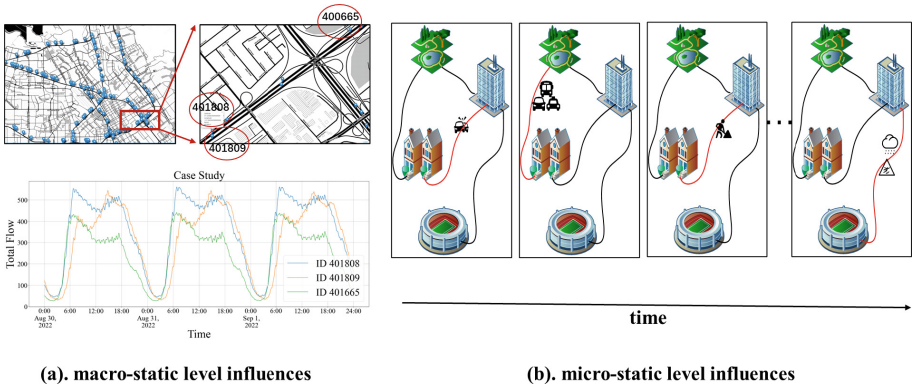 400665
401808
401809
Case Study
Total Flow
500
400
300
200
100
0
ID 401808
ID 401809
ID 401665
0:00 6:00 12:00 18:00 0:00 6:00 12:00 18:00 0:00 6:00 12:00 18:00 24:00
Aug 30, 2022
Aug 31, 2022
Sep 1, 2022
Time
...
time
(a). macro-static level influences
(b). micro-static level influences